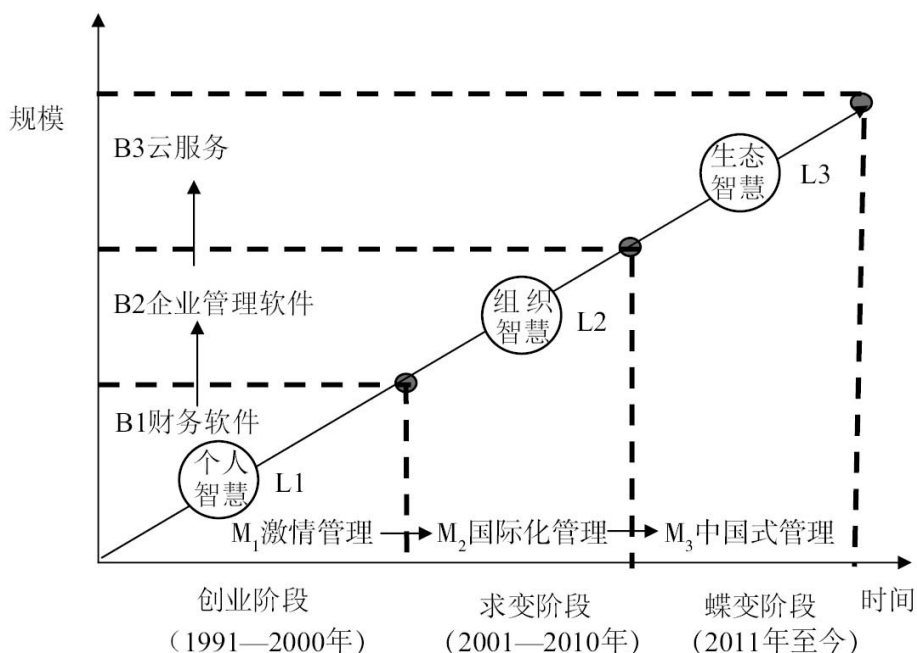 规模
B3云服务
生态
智慧
L3
B2企业管理软件
组织
智慧
L2
B1财务软件
个人
智慧
L1
M₁激情管理
M₂国际化管理
M₃中国式管理
创业阶段
(1991—2000年)
求变阶段
(2001—2010年)
蝶变阶段
(2011年至今)
时间